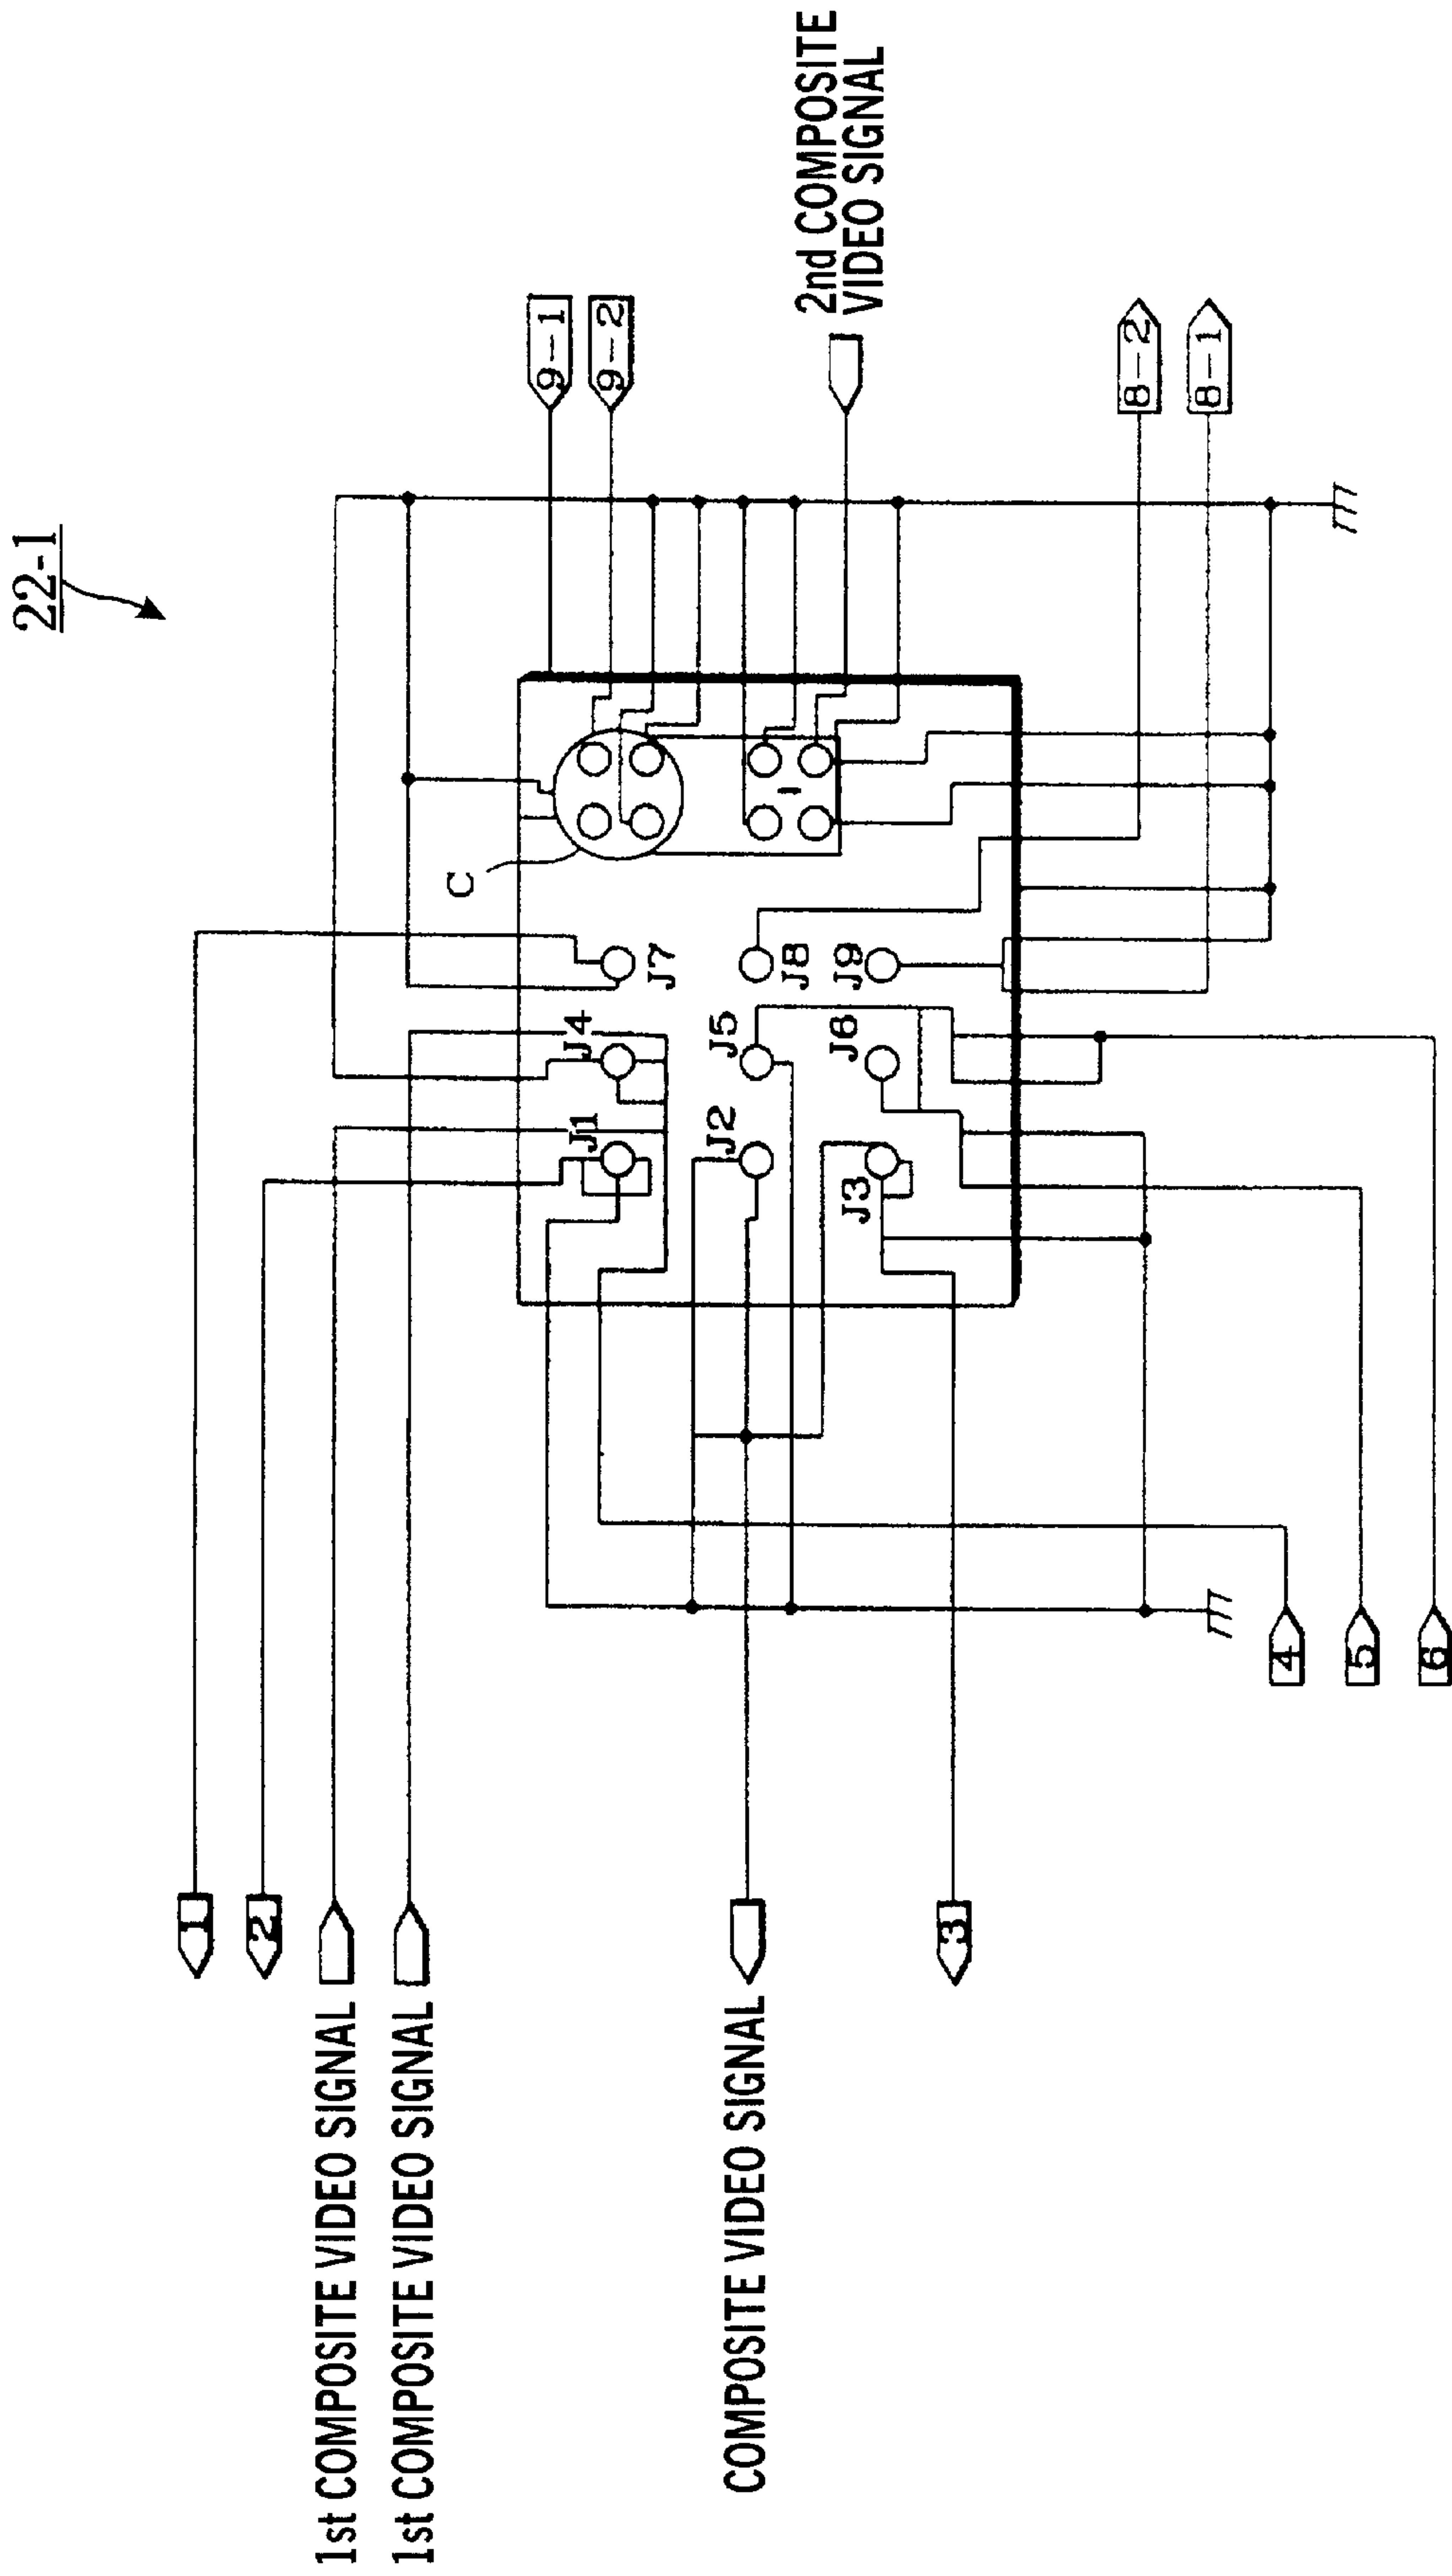 22-1
1
2
1st COMPOSITE VIDEO SIGNAL
1st COMPOSITE VIDEO SIGNAL
COMPOSITE VIDEO SIGNAL
3
4
5
6
J1
J4
J7
C
J2
J5
J8
J3
J6
J9
9-1
9-2
2nd COMPOSITE
VIDEO SIGNAL
8-2
8-1